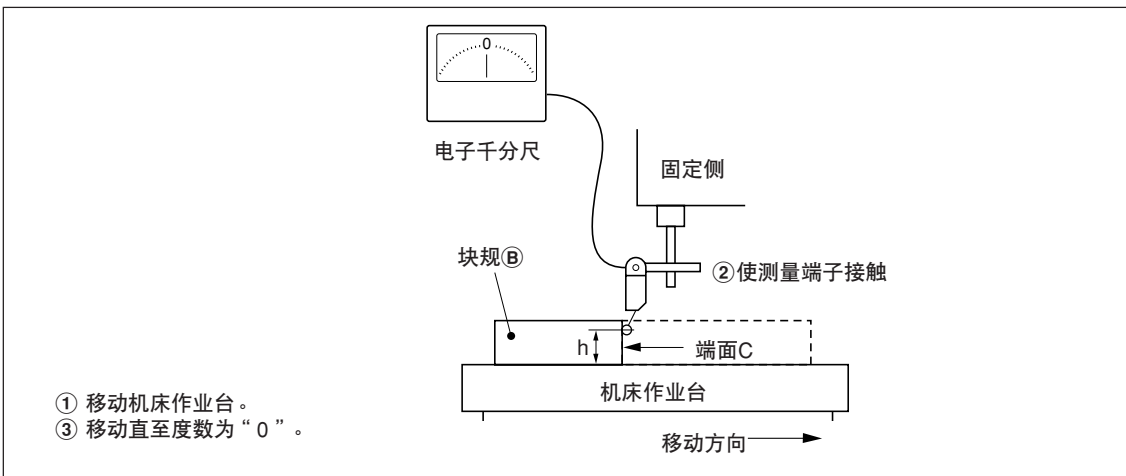 0
电子千分尺
固定侧
块规Ⓑ
②使测量端子接触
h
端面C
机床作业台
① 移动机床作业台。
③ 移动直至度数为“0”。
移动方向